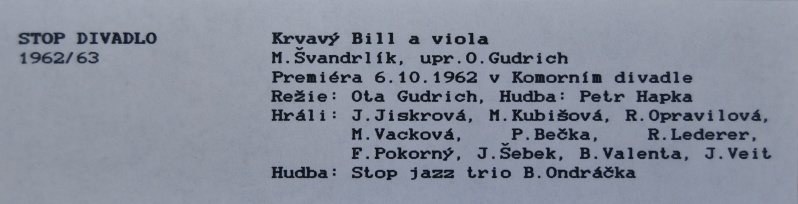 STOP DIVADLO
1962/63
Krvavý Bill a viola
M.Švandrlík, upr.O.Gudrich
Premiéra 6.10.1962 v Komorním divadle
Režie: Ota Gudrich, Hudba: Petr Hapka
Hráli: J.Jiskrová, M.Kubišová, R.Opravilová,
M.Vacková, P.Bečka, R.Lederer,
F.Pokorný, J.Šebek, B.Valenta, J.Veit
Hudba: Stop jazz trio B.Ondráčka